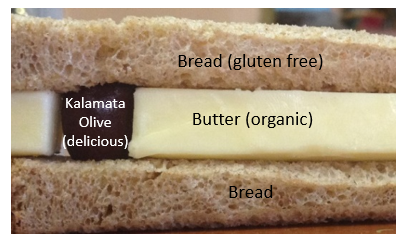 Bread (gluten free)
Kalamata
Olive
(delicious)
Butter (organic)
Bread